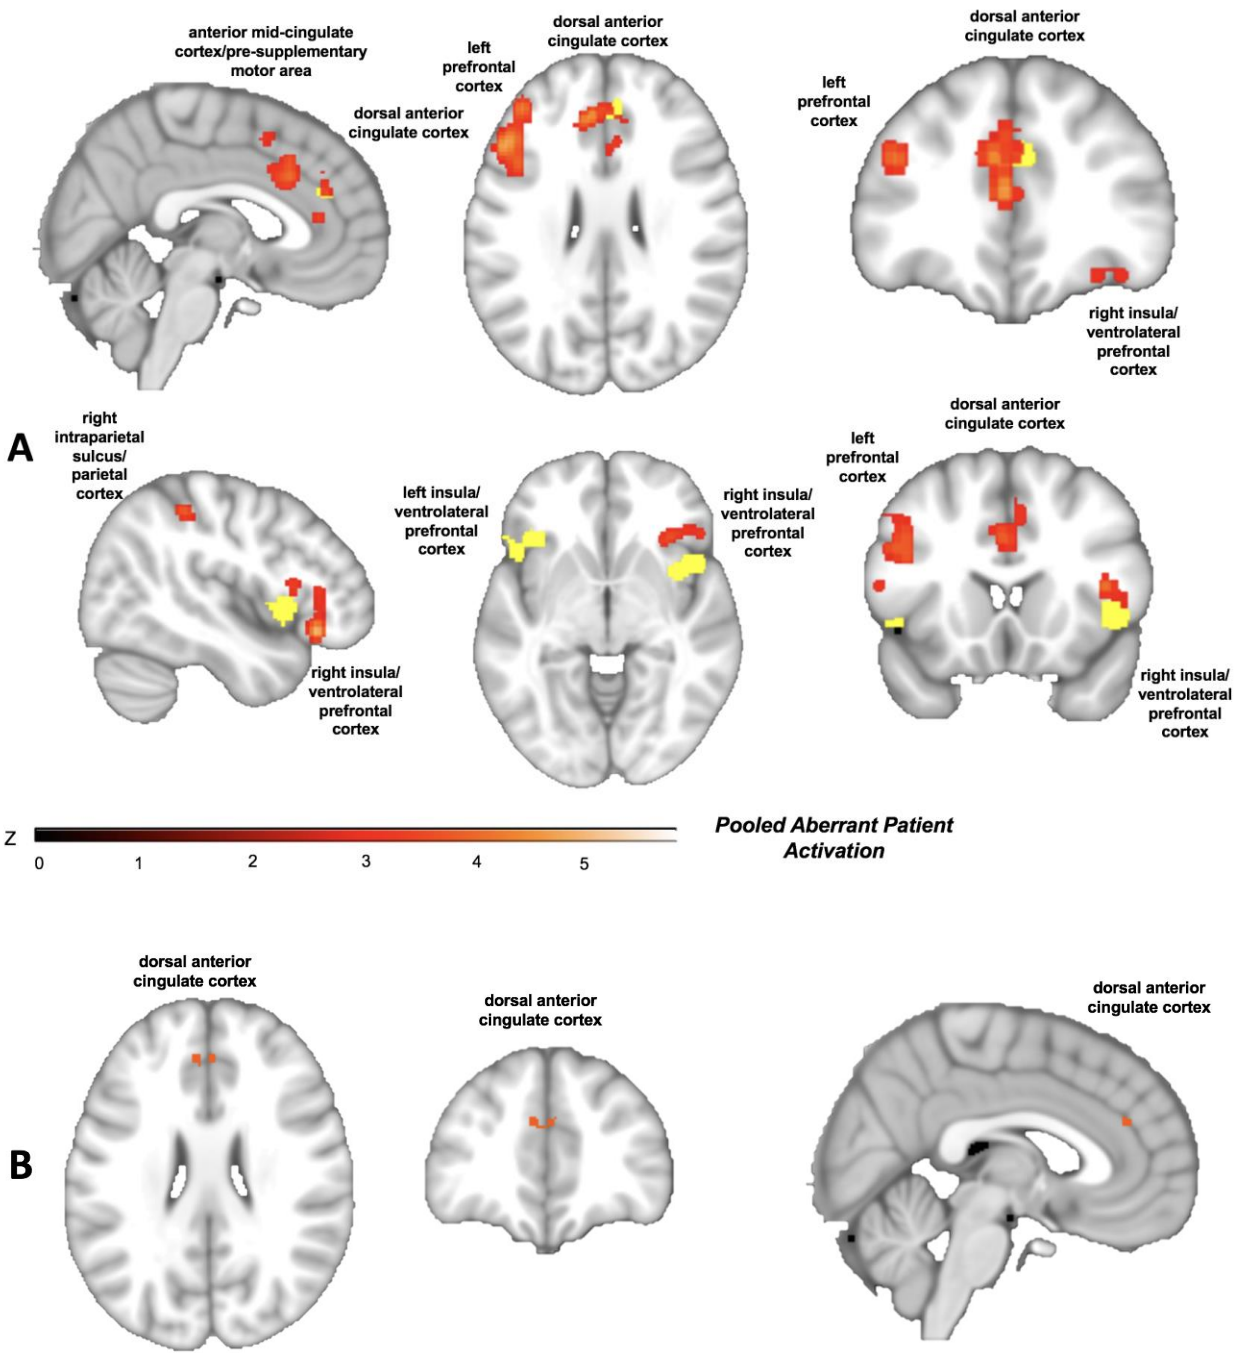 anterior mid-cingulate
cortex/pre-supplementary
motor area
left
prefrontal
cortex
dorsal anterior
cingulate cortex
dorsal anterior
cingulate cortex
dorsal anterior
cingulate cortex
left
prefrontal
cortex
right insula/
ventrolateral
prefrontal
cortex
A
right
intraparietal
sulcus/
parietal
cortex
right insula/
ventrolateral
prefrontal
cortex
left insula/
ventrolateral
prefrontal
cortex
right insula/
ventrolateral
prefrontal
cortex
dorsal anterior
cingulate cortex
left
prefrontal
cortex
right insula/
ventrolateral
prefrontal
cortex
Z
0 1 2 3 4 5
Pooled Aberrant Patient
Activation
B
dorsal anterior
cingulate cortex
dorsal anterior
cingulate cortex
dorsal anterior
cingulate cortex